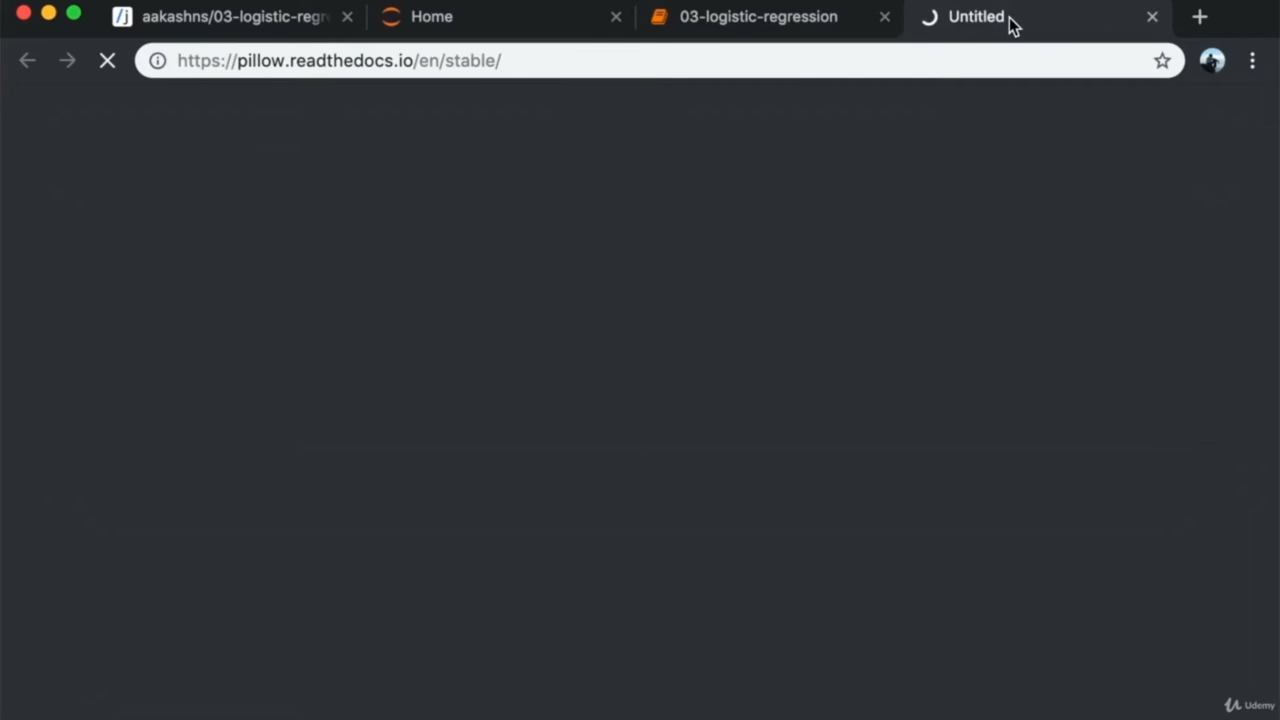 /j aakashns/03-logistic-regr
Home
03-logistic-regression
Untitled
https://pillow.readthedocs.io/en/stable/
Udemy